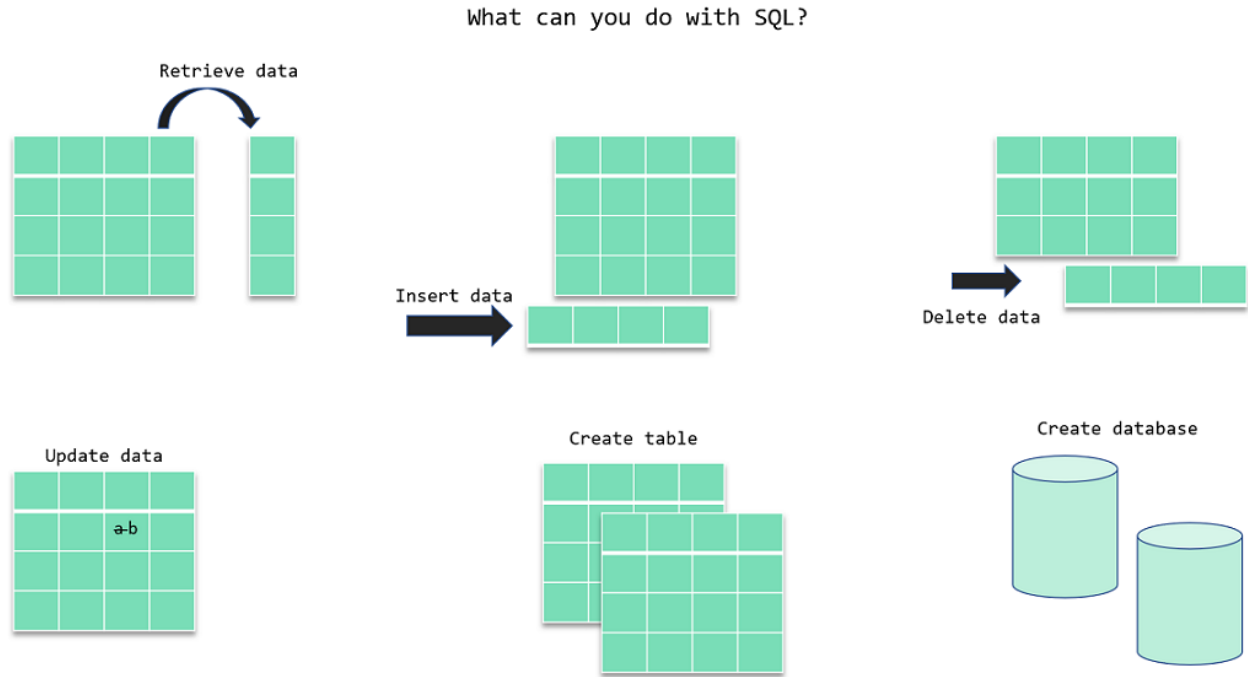 What can you do with SQL?
Retrieve data
Insert data
Delete data
Update data
a b
Create table
Create database